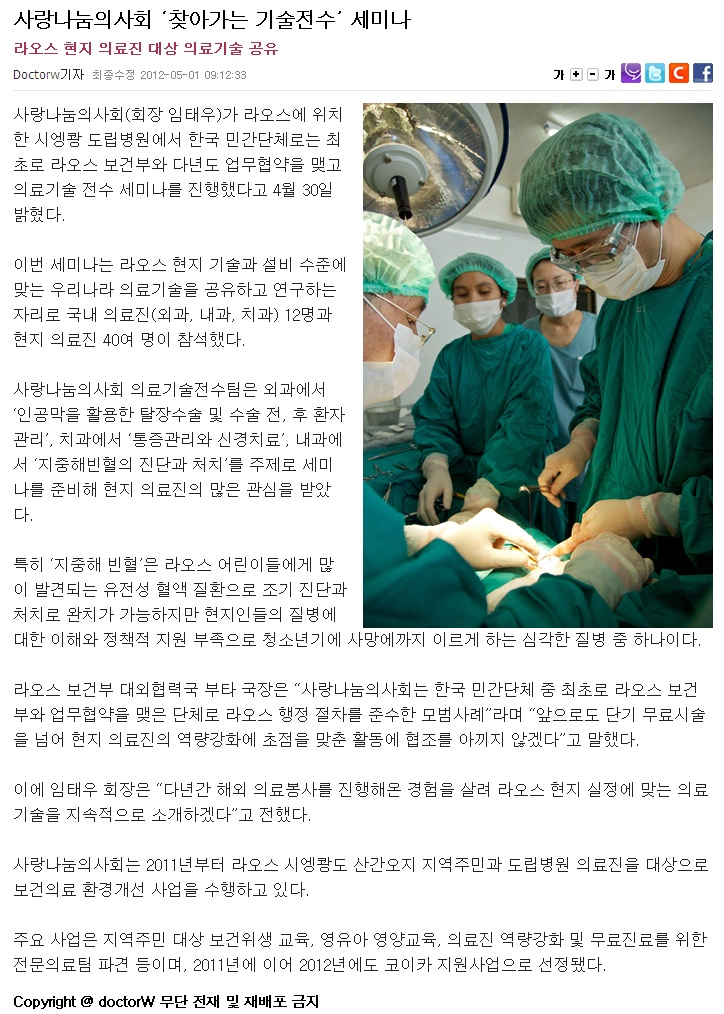 사랑나눔의사회 ‘찾아가는 기술전수’ 세미나
라오스 현지 의료진 대상 의료기술 공유
Doctorw기자 최종수정 2012-05-01 09:12:33
가 + - 가
사랑나눔의사회(회장 임태우)가 라오스에 위치
한 시엥쾅 도립병원에서 한국 민간단체로는 최
초로 라오스 보건부와 다년도 업무협약을 맺고
의료기술 전수 세미나를 진행했다고 4월 30일
밝혔다.
이번 세미나는 라오스 현지 기술과 설비 수준에
맞는 우리나라 의료기술을 공유하고 연구하는
자리로 국내 의료진(외과, 내과, 치과) 12명과
현지 의료진 40여 명이 참석했다.
사랑나눔의사회 의료기술전수팀은 외과에서
‘인공막을 활용한 탈장수술 및 수술 전, 후 환자
관리’, 치과에서 ‘통증관리와 신경치료’, 내과에
서 ‘지중해빈혈의 진단과 처치’를 주제로 세미
나를 준비해 현지 의료진의 많은 관심을 받았
다.
특히 ‘지중해 빈혈’은 라오스 어린이들에게 많
이 발견되는 유전성 혈액 질환으로 조기 진단과
처치로 완치가 가능하지만 현지인들의 질병에
대한 이해와 정책적 지원 부족으로 청소년기에 사망에까지 이르게 하는 심각한 질병 중 하나이다.
라오스 보건부 대외협력국 부타 국장은 “사랑나눔의사회는 한국 민간단체 중 최초로 라오스 보건
부와 업무협약을 맺은 단체로 라오스 행정 절차를 준수한 모범사례”라며 “앞으로도 단기 무료시술
을 넘어 현지 의료진의 역량강화에 초점을 맞춘 활동에 협조를 아끼지 않겠다”고 말했다.
이에 임태우 회장은 “다년간 해외 의료봉사를 진행해온 경험을 살려 라오스 현지 실정에 맞는 의료
기술을 지속적으로 소개하겠다”고 전했다.
사랑나눔의사회는 2011년부터 라오스 시엥쾅도 산간오지 지역주민과 도립병원 의료진을 대상으로
보건의료 환경개선 사업을 수행하고 있다.
주요 사업은 지역주민 대상 보건위생 교육, 영유아 영양교육, 의료진 역량강화 및 무료진료를 위한
전문의료팀 파견 등이며, 2011년에 이어 2012년에도 코이카 지원사업으로 선정됐다.
Copyright @ doctorW 무단 전재 및 재배포 금지